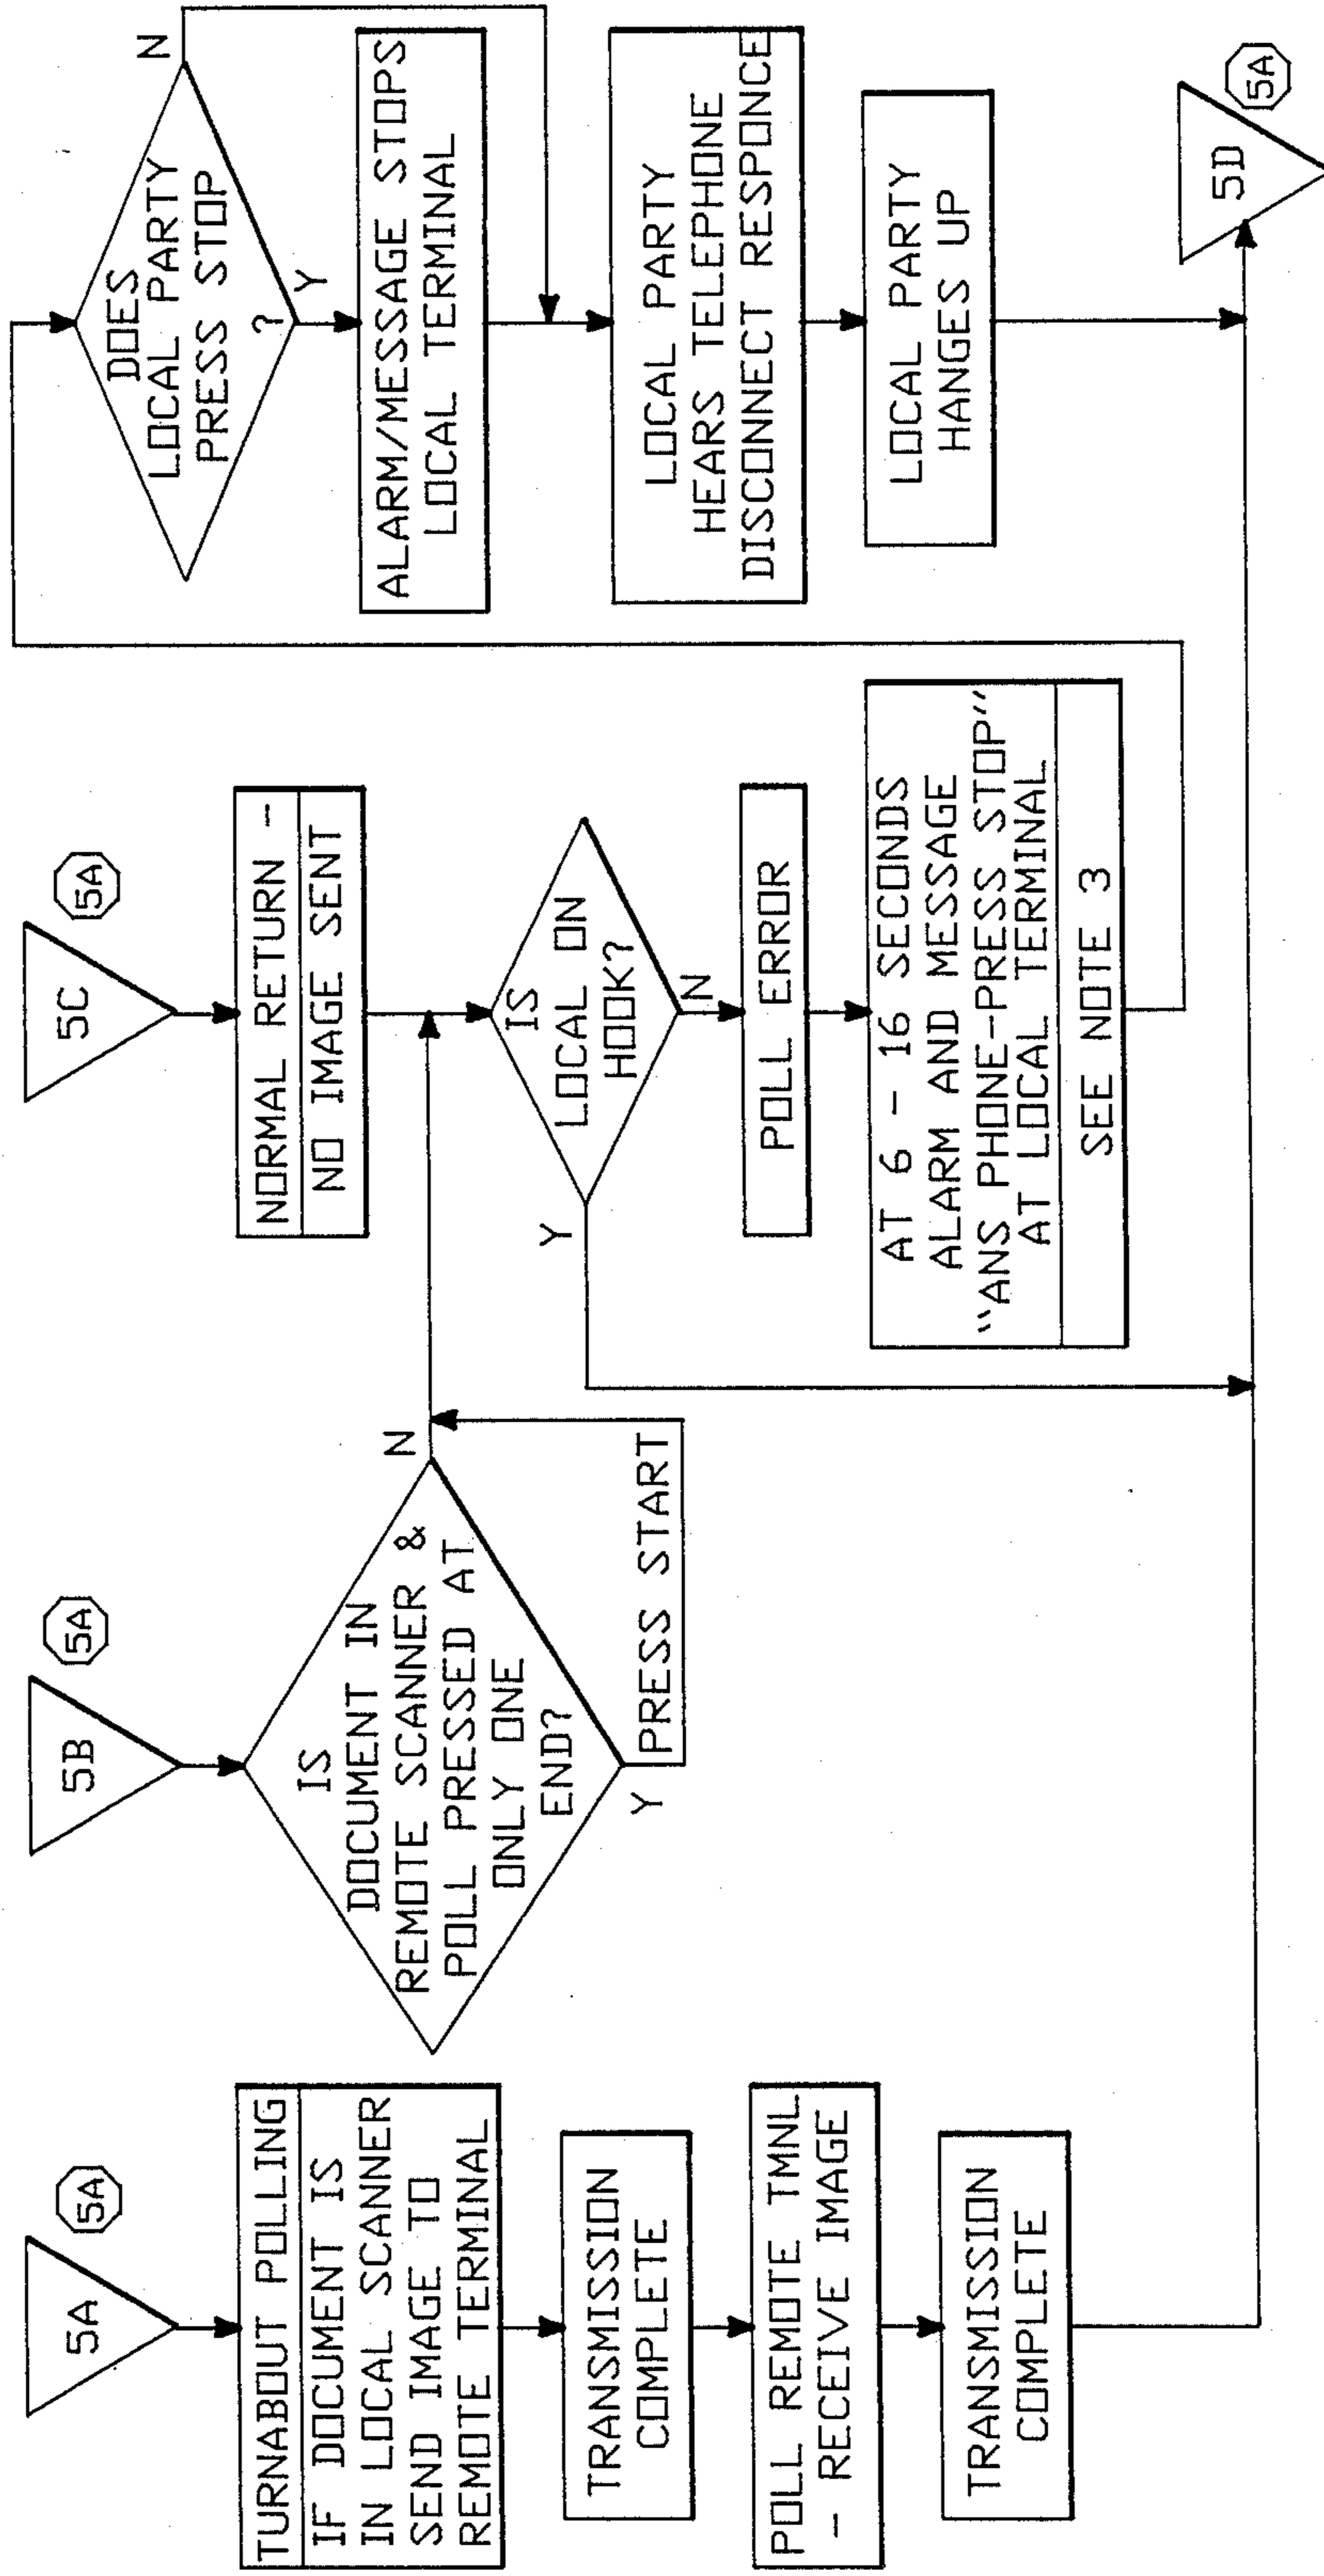 5A
5A
TURNABOUT POLLING
IF DOCUMENT IS
IN LOCAL SCANNER
SEND IMAGE TO
REMOTE TERMINAL
TRANSMISSION
COMPLETE
POLL REMOTE TMNL
- RECEIVE IMAGE
TRANSMISSION
COMPLETE
5B
5A
IS
DOCUMENT IN
REMOTE SCANNER &
POLL PRESSED AT
ONLY ONE
END?
N
Y
PRESS START
5C
5A
NORMAL RETURN -
NO IMAGE SENT
IS
LOCAL ON
HOOK?
Y
N
POLL ERROR
AT 6 - 16 SECONDS
ALARM AND MESSAGE
"ANS PHONE-PRESS STOP"
AT LOCAL TERMINAL
SEE NOTE 3
DOES
LOCAL PARTY
PRESS STOP
?
N
Y
ALARM/MESSAGE STOPS
LOCAL TERMINAL
LOCAL PARTY
HEARS TELEPHONE
DISCONNECT RESPONCE
LOCAL PARTY
HANGES UP
5D
5A